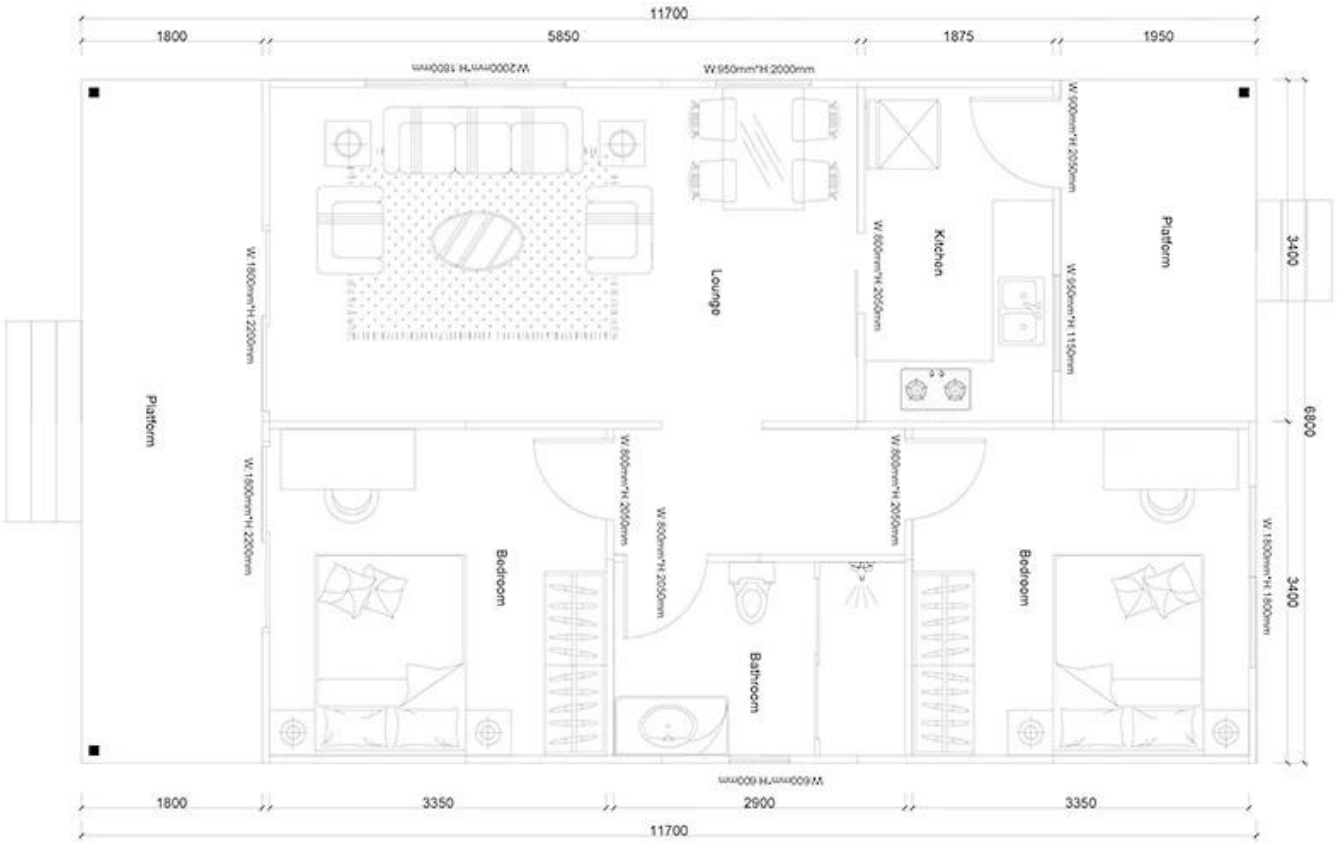 11700
1800
5850
1875
1950
W:2000mm*H:1800mm
W:950mm*H:2000mm
W:900mm*H:2050mm
Platform
3400
Kitchen
W:800mm*H:2050mm
W:950mm*H:1150mm
Lounge
W:1800mm*H:2200mm
6800
Platform
W:1800mm*H:2200mm
W:800mm*H:2050mm
W:800mm*H:2050mm
W:800mm*H:2050mm
Bedroom
Bedroom
W:1800mm*H:1800mm
3400
Bathroom
W:600mm*H:600mm
1800
3350
2900
3350
11700